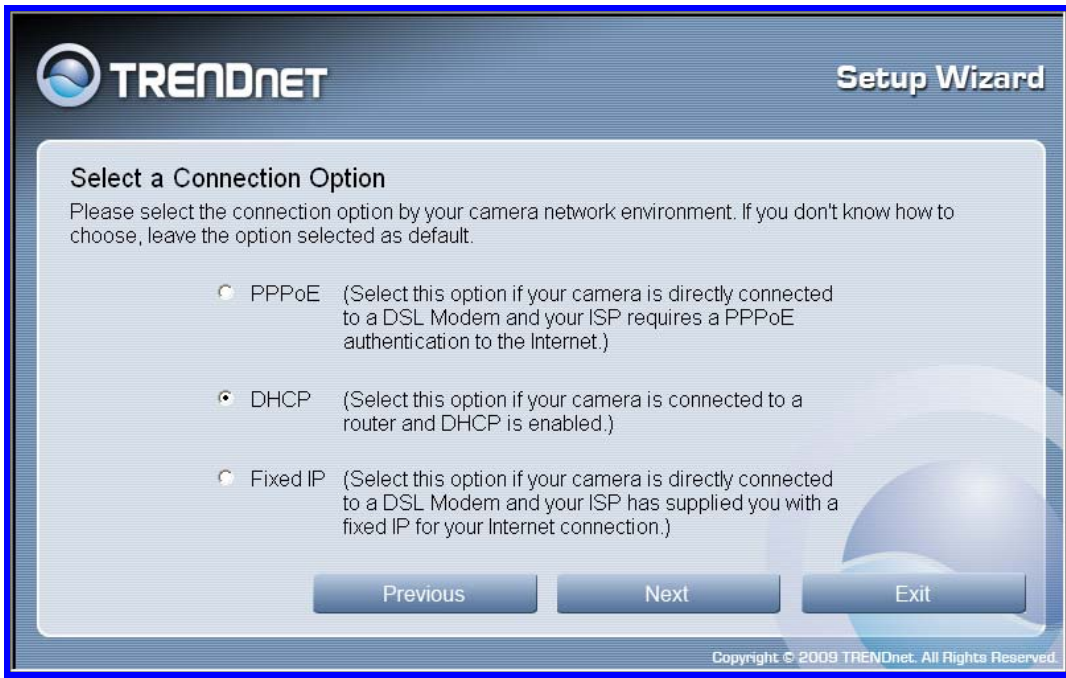 TRENDNET
Setup Wizard
Select a Connection Option
Please select the connection option by your camera network environment. If you don't know how to
choose, leave the option selected as default.
PPPoE (Select this option if your camera is directly connected
to a DSL Modem and your ISP requires a PPPoE
authentication to the Internet.)
DHCP (Select this option if your camera is connected to a
router and DHCP is enabled.)
Fixed IP (Select this option if your camera is directly connected
to a DSL Modem and your ISP has supplied you with a
fixed IP for your Internet connection.)
Previous Next Exit
Copyright © 2009 TRENDnet. All Rights Reserved.